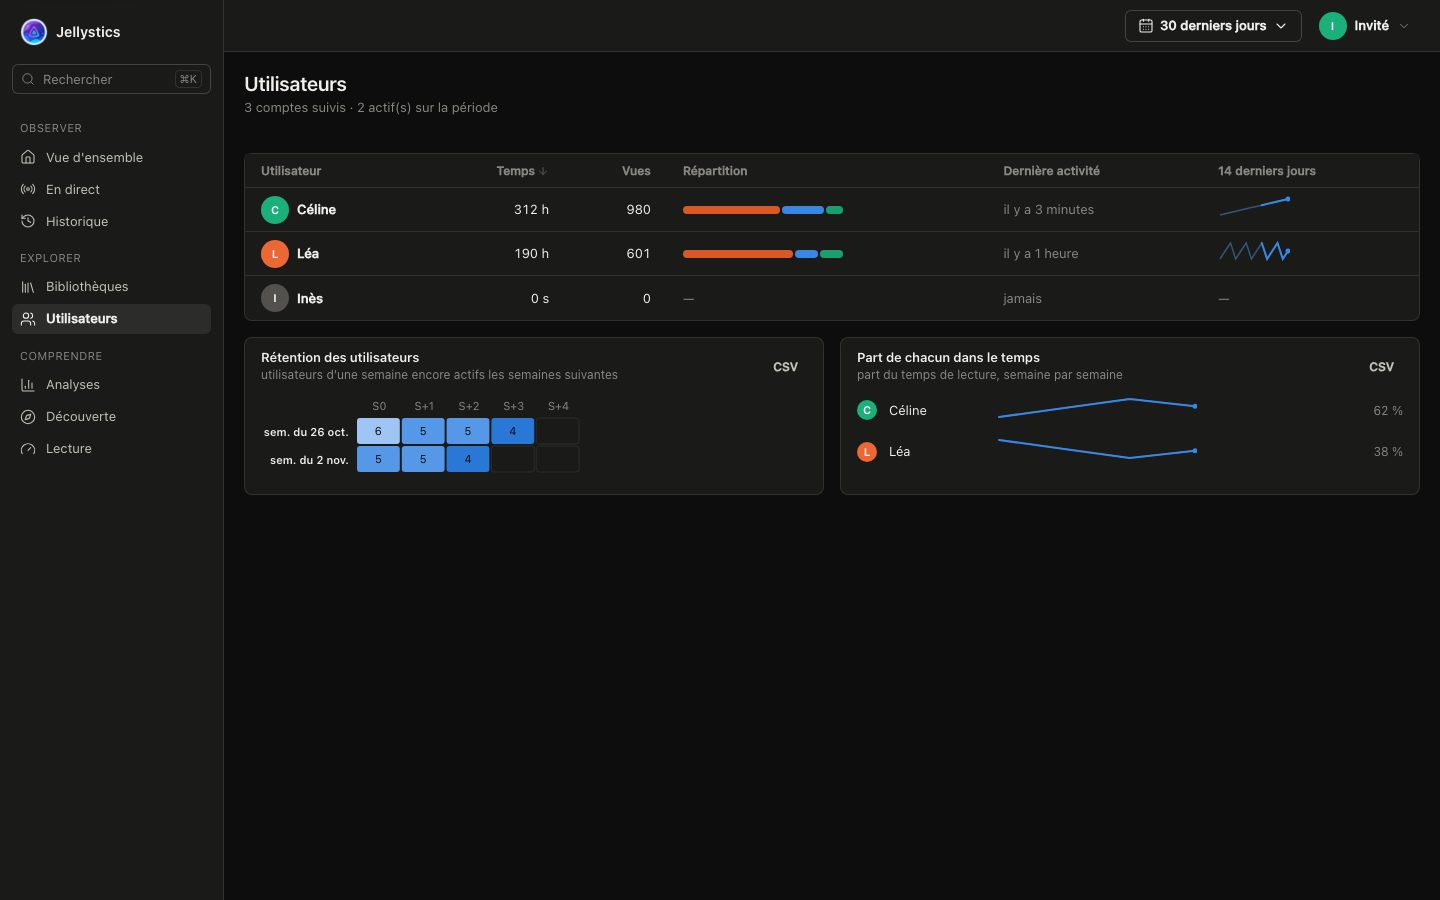 Jellystics
Rechercher ⌘K
OBSERVER
Vue d'ensemble
En direct
Historique
EXPLORER
Bibliothèques
Utilisateurs
COMPRENDRE
Analyses
Découverte
Lecture
30 derniers jours
I Invité
Utilisateurs
3 comptes suivis · 2 actif(s) sur la période
Utilisateur Temps ↓ Vues Répartition Dernière activité 14 derniers jours
C Céline 312 h 980 il y a 3 minutes
L Léa 190 h 601 il y a 1 heure
I Inès 0 s 0 — jamais —
Rétention des utilisateurs
utilisateurs d'une semaine encore actifs les semaines suivantes
CSV
S0 S+1 S+2 S+3 S+4
sem. du 26 oct. 6 5 5 4
sem. du 2 nov. 5 5 4
Part de chacun dans le temps
part du temps de lecture, semaine par semaine
CSV
C Céline 62 %
L Léa 38 %